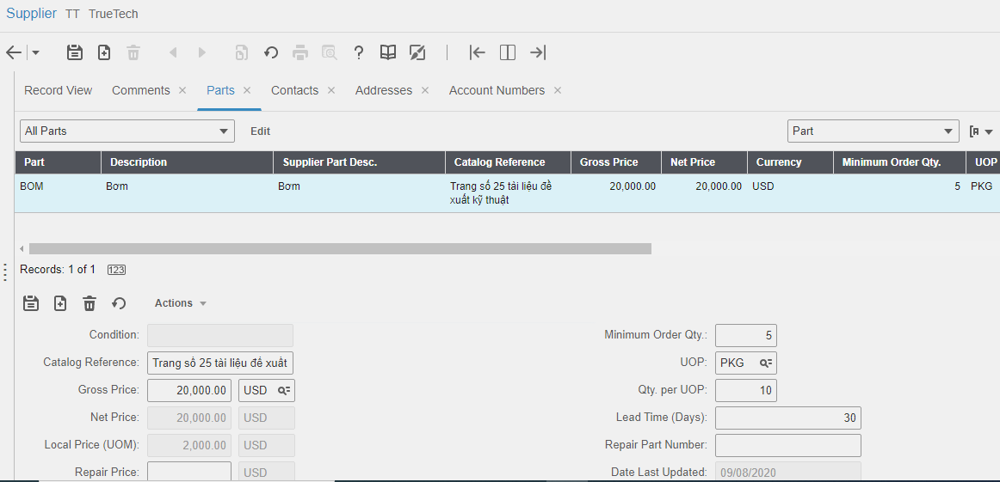 Supplier TT TrueTech
Record View Comments Parts Contacts Addresses Account Numbers
All Parts Edit Part
Part Description Supplier Part Desc. Catalog Reference Gross Price Net Price Currency Minimum Order Qty. UOP
BOM Bơm Bơm Trang số 25 tài liệu đề 20,000.00 20,000.00 USD 5 PKG
xuất kỹ thuật
Records: 1 of 1 123
Actions
Condition: Minimum Order Qty.: 5
Catalog Reference: Trang số 25 tài liệu đề xuất UOP: PKG
Gross Price: 20,000.00 USD Qty. per UOP: 10
Net Price: 20,000.00 USD Lead Time (Days): 30
Local Price (UOM): 2,000.00 USD Repair Part Number:
Repair Price: USD Date Last Updated: 09/08/2020